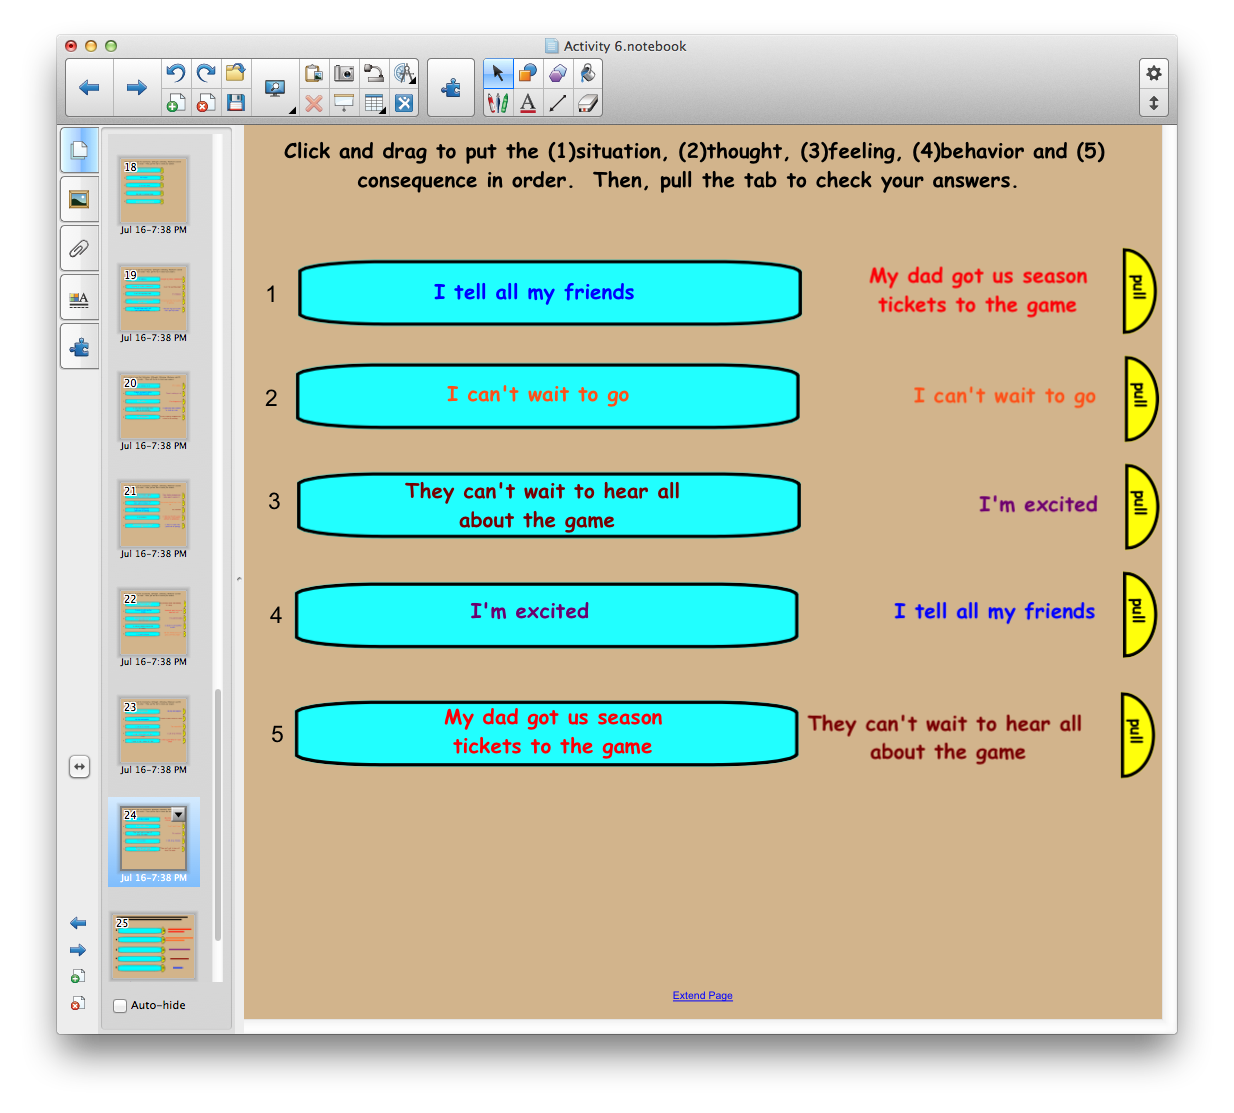 Activity 6.notebook
Click and drag to put the (1)situation, (2)thought, (3)feeling, (4)behavior and (5)
consequence in order. Then, pull the tab to check your answers.
1
I tell all my friends
My dad got us season
tickets to the game
pull
2
I can't wait to go
I can't wait to go
pull
3
They can't wait to hear all
about the game
I'm excited
pull
4
I'm excited
I tell all my friends
pull
5
My dad got us season
tickets to the game
They can't wait to hear all
about the game
pull
Extend Page
18
Jul 16-7:38 PM
19
Jul 16-7:38 PM
20
Jul 16-7:38 PM
21
Jul 16-7:38 PM
22
Jul 16-7:38 PM
23
Jul 16-7:38 PM
24
Jul 16-7:38 PM
25
Auto-hide